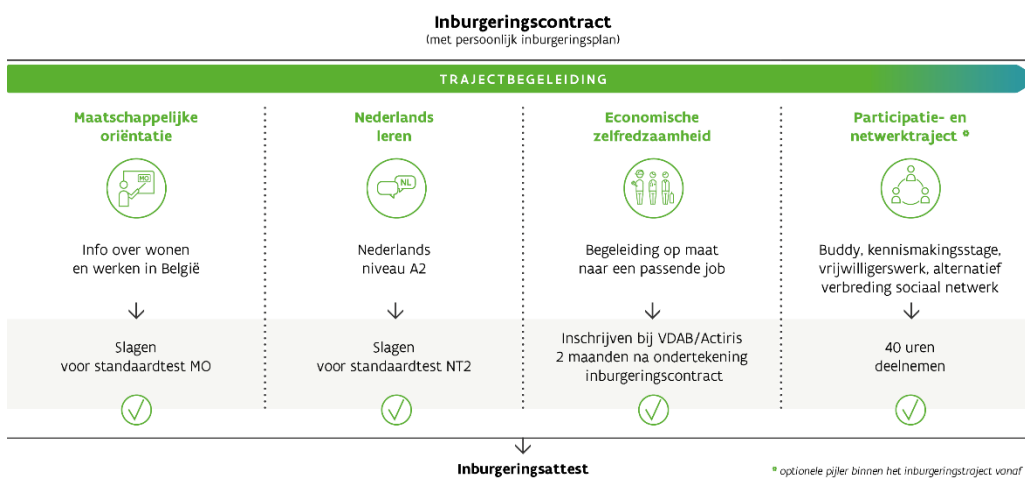 Inburgeringscontract
(met persoonlijk inburgeringsplan)
TRAJECTBEGELEIDING
Maatschappelijke
oriëntatie
MO
Info over wonen
en werken in België
Slagen
voor standaardtest MO
Nederlands
leren
NL
Nederlands
niveau A2
Slagen
voor standaardtest NT2
Economische
zelfredzaamheid
Begeleiding op maat
naar een passende job
Inschrijven bij VDAB/Actiris
2 maanden na ondertekening
inburgeringscontract
Participatie- en
netwerktraject *
Buddy, kennismakingsstage,
vrijwilligerswerk, alternatief
verbreding sociaal netwerk
40 uren
deelnemen
Inburgeringsattest
* optionele pijler binnen het inburgeringstraject vanaf